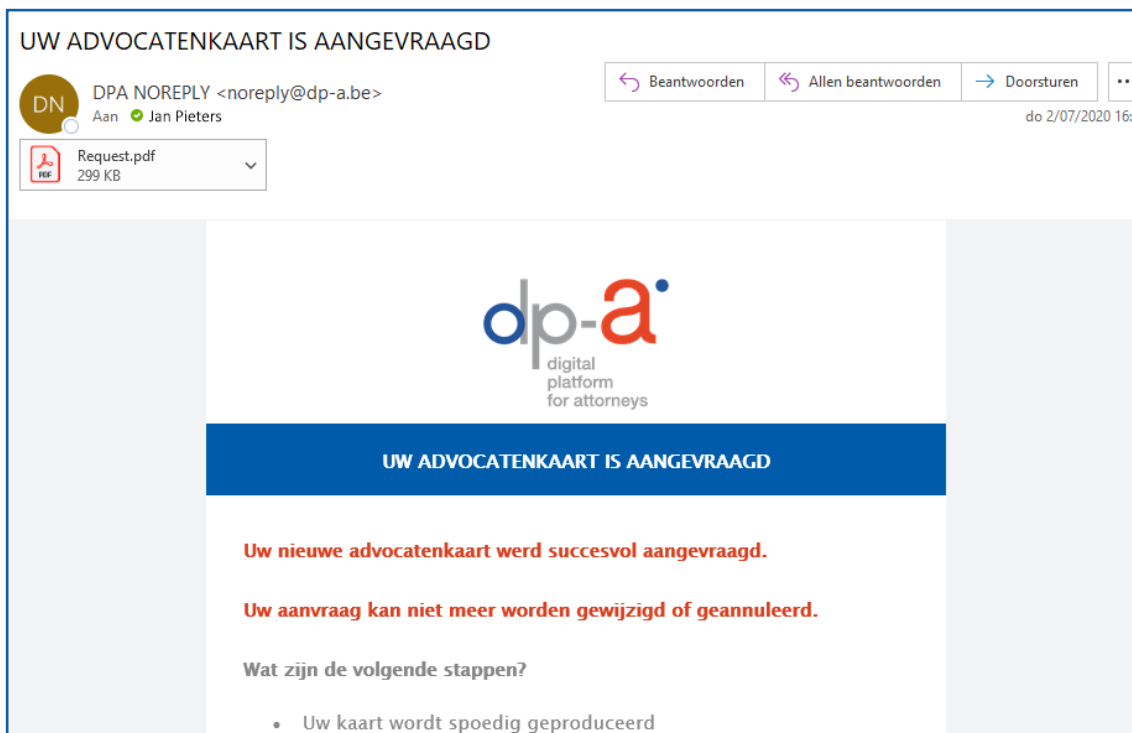 UW ADVOCATENKAART IS AANGEVRAAGD
DN
DPA NOREPLY <noreply@dp-a.be>
Aan Jan Pieters
Beantwoorden
Allen beantwoorden
Doorsturen
do 2/07/2020 16:
PDF
Request.pdf
299 KB
dp-a
digital
platform
for attorneys
UW ADVOCATENKAART IS AANGEVRAAGD
Uw nieuwe advocatenkaart werd succesvol aangevraagd.
Uw aanvraag kan niet meer worden gewijzigd of geannuleerd.
Wat zijn de volgende stappen?
• Uw kaart wordt spoedig geproduceerd